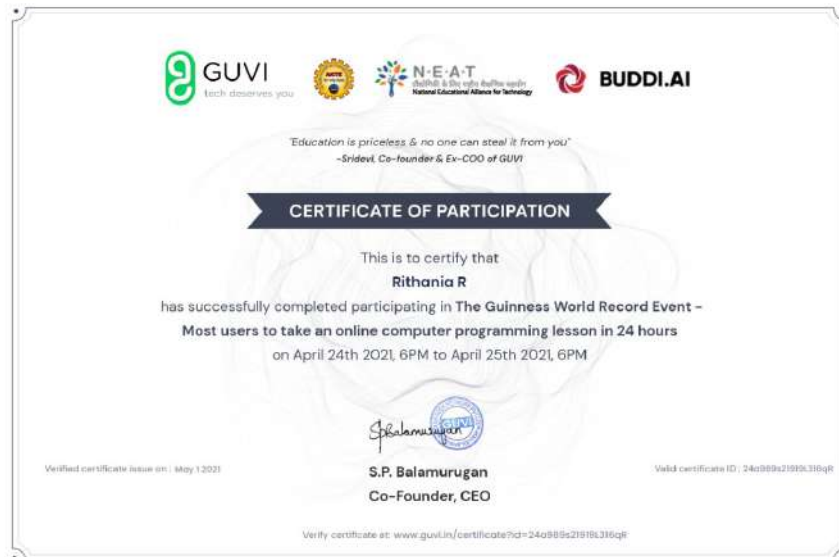 GUVI
tech deserves you
AICTE
N·E·A·T
National Educational Alliance for Technology
BUDDI.AI
"Education is priceless & no one can steal it from you"
-Sridevi, Co-founder & Ex-COO of GUVI
CERTIFICATE OF PARTICIPATION
This is to certify that
Rithania R
has successfully completed participating in The Guinness World Record Event -
Most users to take an online computer programming lesson in 24 hours
on April 24th 2021, 6PM to April 25th 2021, 6PM
SpBalamurugan
GUVI
S.P. Balamurugan
Co-Founder, CEO
Verified certificate issue on : May 1 2021
Valid certificate ID :
Verify certificate at: